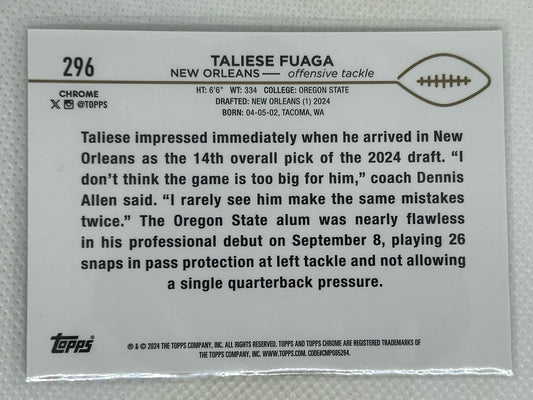 296
TALIESE FUAGA
NEW ORLEANS — offensive tackle
CHROME
@TOPPS
HT: 6'6" WT: 334 COLLEGE: OREGON STATE
DRAFTED: NEW ORLEANS (1) 2024
BORN: 04-05-02, TACOMA, WA
Taliese impressed immediately when he arrived in New
Orleans as the 14th overall pick of the 2024 draft. “I
don’t think the game is too big for him,” coach Dennis
Allen said. “I rarely see him make the same mistakes
twice.” The Oregon State alum was nearly flawless
in his professional debut on September 8, playing 26
snaps in pass protection at left tackle and not allowing
a single quarterback pressure.
Topps
® & © 2024 THE TOPPS COMPANY, INC. ALL RIGHTS RESERVED. TOPPS AND TOPPS CHROME ARE REGISTERED TRADEMARKS OF
THE TOPPS COMPANY, INC. WWW.TOPPS.COM. CODE#CMP085264.